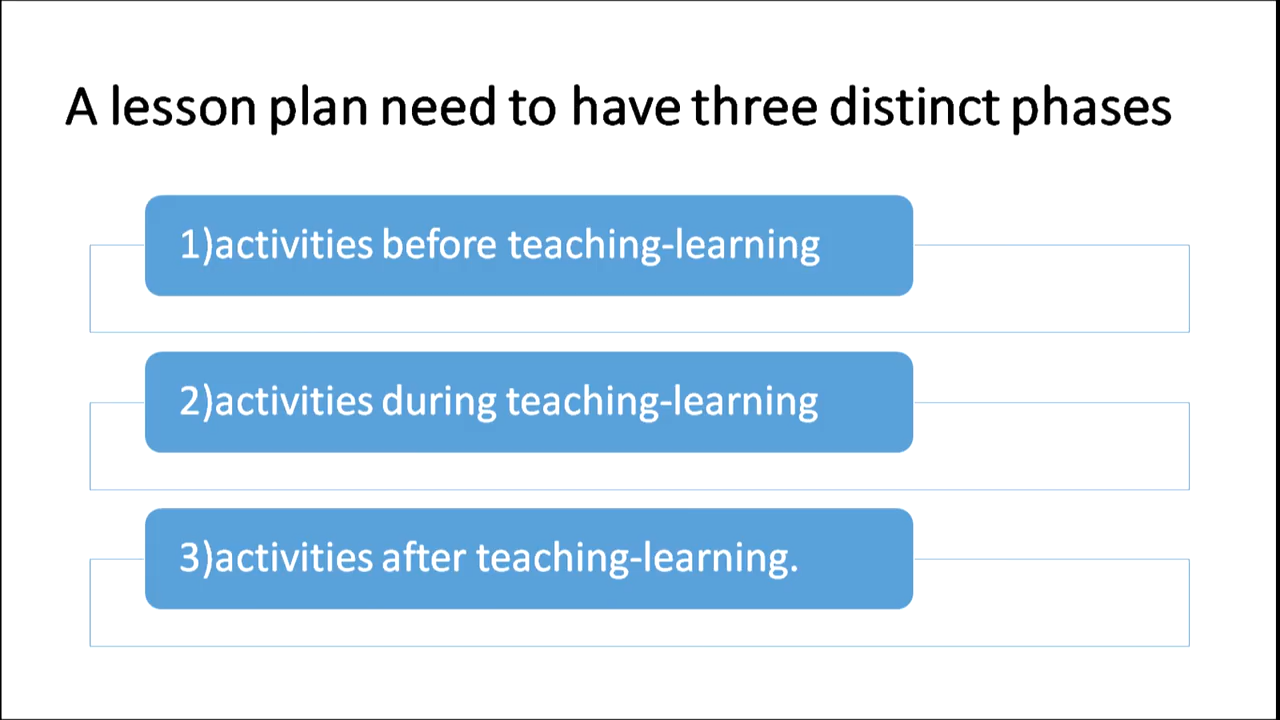 A lesson plan need to have three distinct phases
1)activities before teaching-learning
2)activities during teaching-learning
3)activities after teaching-learning.